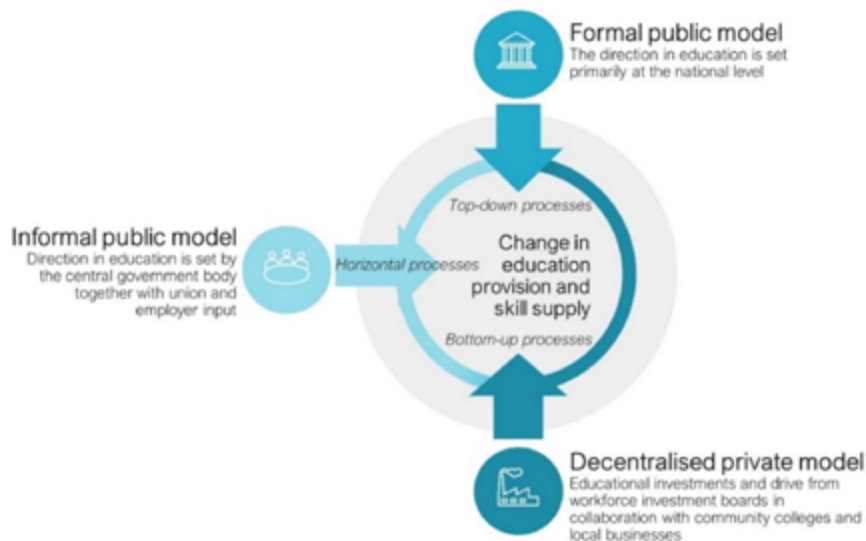 Formal public model
The direction in education is set
primarily at the national level
Top-down processes
Informal public model
Direction in education is set by
the central government body
together with union and
employer input
Horizontal processes
Change in
education
provision and
skill supply
Bottom-up processes
Decentralised private model
Educational investments and drive from
workforce investment boards in
collaboration with community colleges and
local businesses